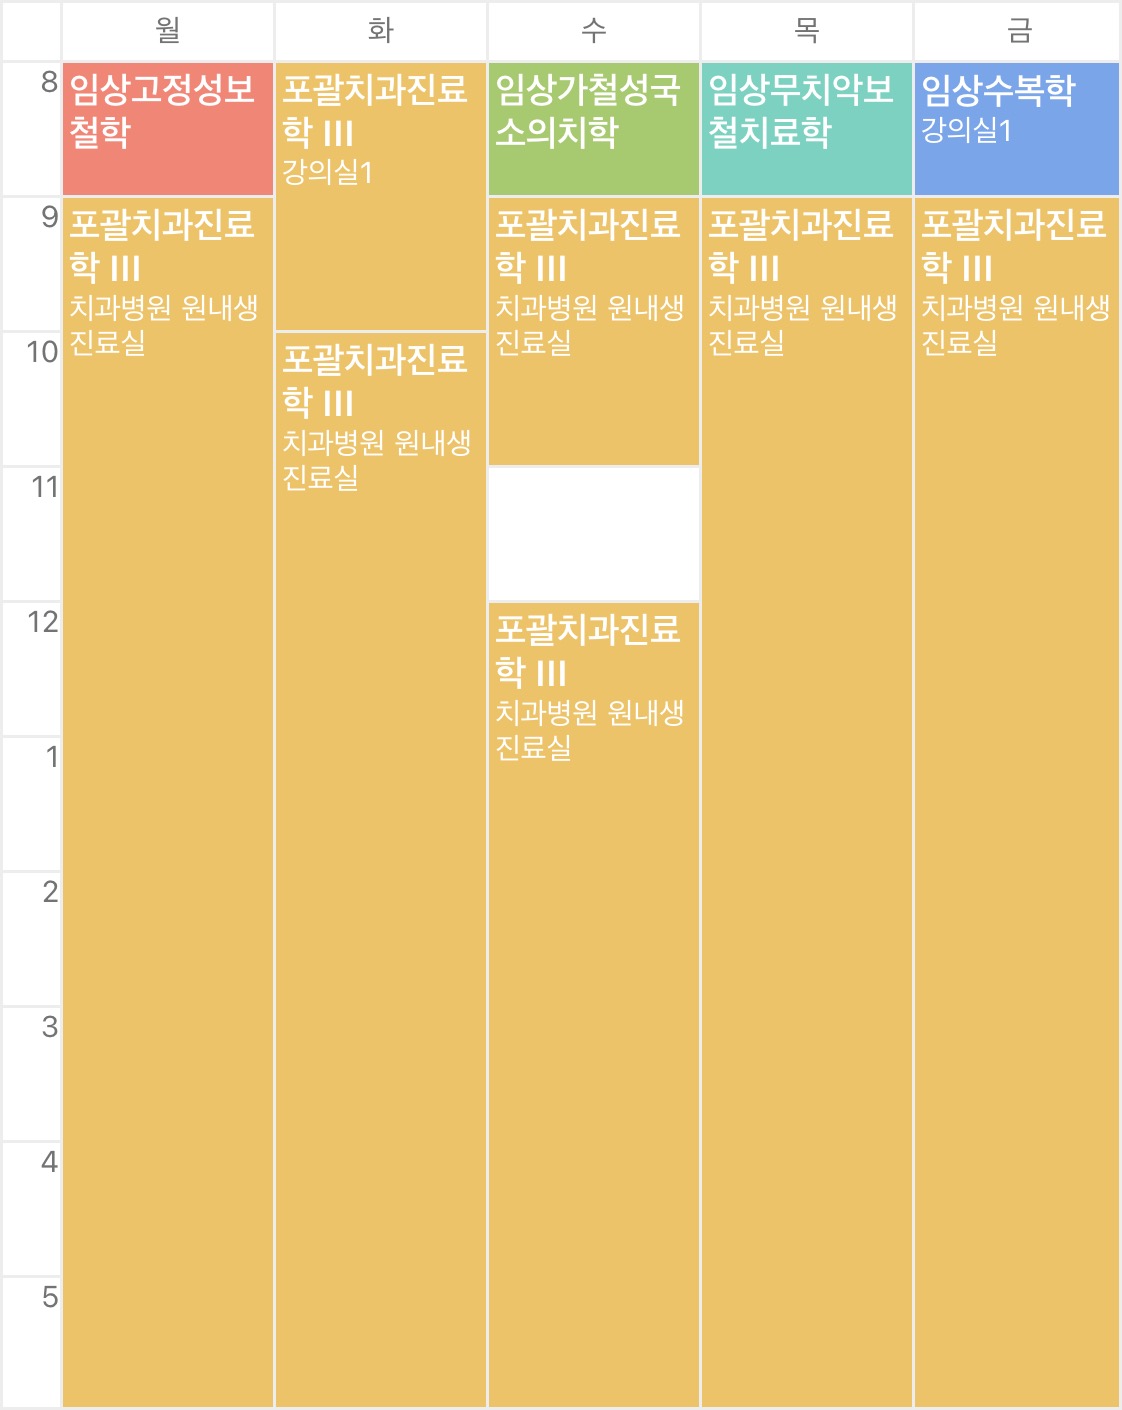 월 화 수 목 금
8
임상고정성보
철학
포괄치과진료
학 III
강의실1
임상가철성국
소의치학
임상무치악보
철치료학
임상수복학
강의실1
9
포괄치과진료
학 III
치과병원 원내생
진료실
포괄치과진료
학 III
치과병원 원내생
진료실
포괄치과진료
학 III
치과병원 원내생
진료실
포괄치과진료
학 III
치과병원 원내생
진료실
10
포괄치과진료
학 III
치과병원 원내생
진료실
11
12
포괄치과진료
학 III
치과병원 원내생
진료실
1
2
3
4
5